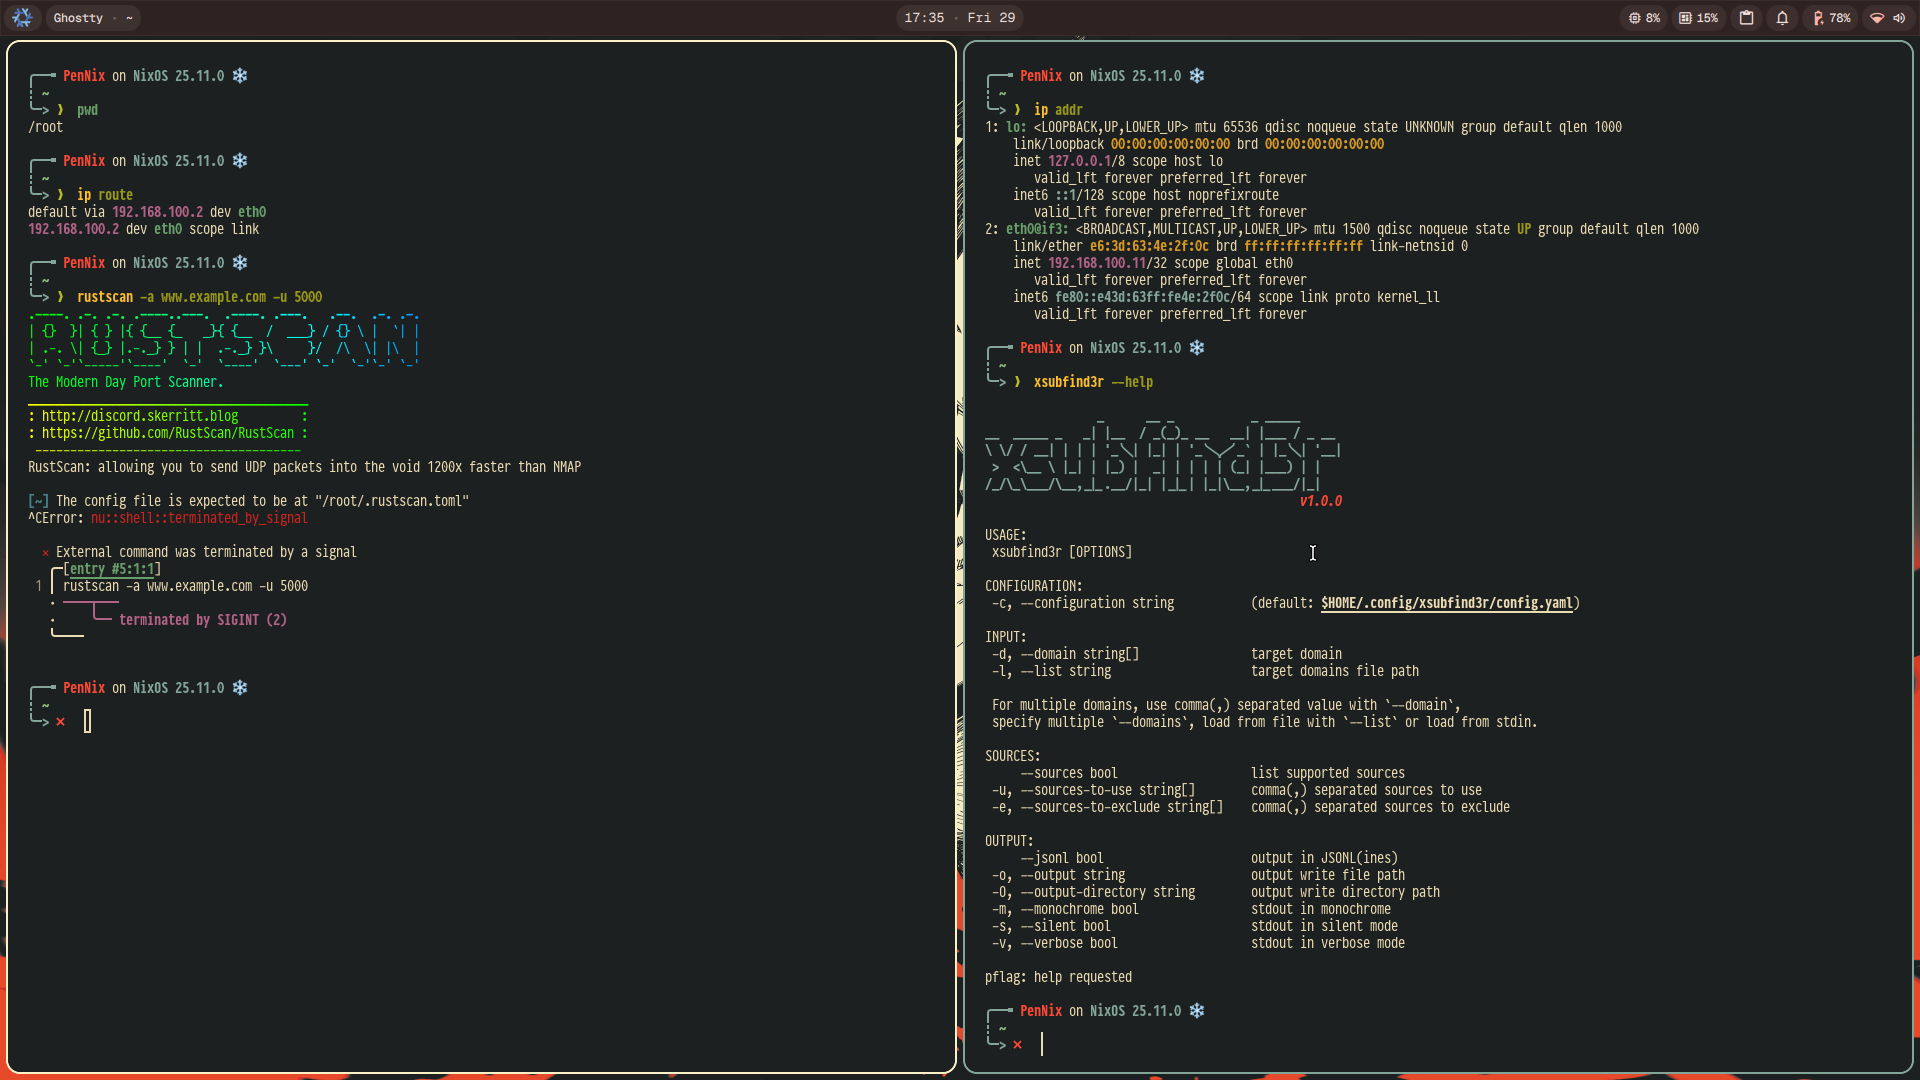 Ghostty · ~
17:35 · Fri 29
8%
15%
78%
PenNix on NixOS 25.11.0 ❄
~
> ❯ pwd
/root
PenNix on NixOS 25.11.0 ❄
~
> ❯ ip route
default via 192.168.100.2 dev eth0
192.168.100.2 dev eth0 scope link
PenNix on NixOS 25.11.0 ❄
~
> ❯ rustscan -a www.example.com -u 5000
RUSTSCAN
The Modern Day Port Scanner.
: http://discord.skerritt.blog :
: https://github.com/RustScan/RustScan :
RustScan: allowing you to send UDP packets into the void 1200x faster than NMAP
[~] The config file is expected to be at "/root/.rustscan.toml"
^CError: nu::shell::terminated_by_signal
× External command was terminated by a signal
[entry #5:1:1]
1 │ rustscan -a www.example.com -u 5000
terminated by SIGINT (2)
PenNix on NixOS 25.11.0 ❄
~
> ×
PenNix on NixOS 25.11.0 ❄
~
> ❯ ip addr
1: lo: <LOOPBACK,UP,LOWER_UP> mtu 65536 qdisc noqueue state UNKNOWN group default qlen 1000
link/loopback 00:00:00:00:00:00 brd 00:00:00:00:00:00
inet 127.0.0.1/8 scope host lo
valid_lft forever preferred_lft forever
inet6 ::1/128 scope host noprefixroute
valid_lft forever preferred_lft forever
2: eth0@if3: <BROADCAST,MULTICAST,UP,LOWER_UP> mtu 1500 qdisc noqueue state UP group default qlen 1000
link/ether e6:3d:63:4e:2f:0c brd ff:ff:ff:ff:ff:ff link-netnsid 0
inet 192.168.100.11/32 scope global eth0
valid_lft forever preferred_lft forever
inet6 fe80::e43d:63ff:fe4e:2f0c/64 scope link proto kernel_ll
valid_lft forever preferred_lft forever
PenNix on NixOS 25.11.0 ❄
~
> ❯ xsubfind3r --help
xsubfind3r
v1.0.0
USAGE:
xsubfind3r [OPTIONS]
CONFIGURATION:
-c, --configuration string (default: $HOME/.config/xsubfind3r/config.yaml)
INPUT:
-d, --domain string[] target domain
-l, --list string target domains file path
For multiple domains, use comma(,) separated value with `--domain`,
specify multiple `--domains`, load from file with `--list` or load from stdin.
SOURCES:
--sources bool list supported sources
-u, --sources-to-use string[] comma(,) separated sources to use
-e, --sources-to-exclude string[] comma(,) separated sources to exclude
OUTPUT:
--jsonl bool output in JSONL(ines)
-o, --output string output write file path
-O, --output-directory string output write directory path
-m, --monochrome bool stdout in monochrome
-s, --silent bool stdout in silent mode
-v, --verbose bool stdout in verbose mode
pflag: help requested
PenNix on NixOS 25.11.0 ❄
~
> ×